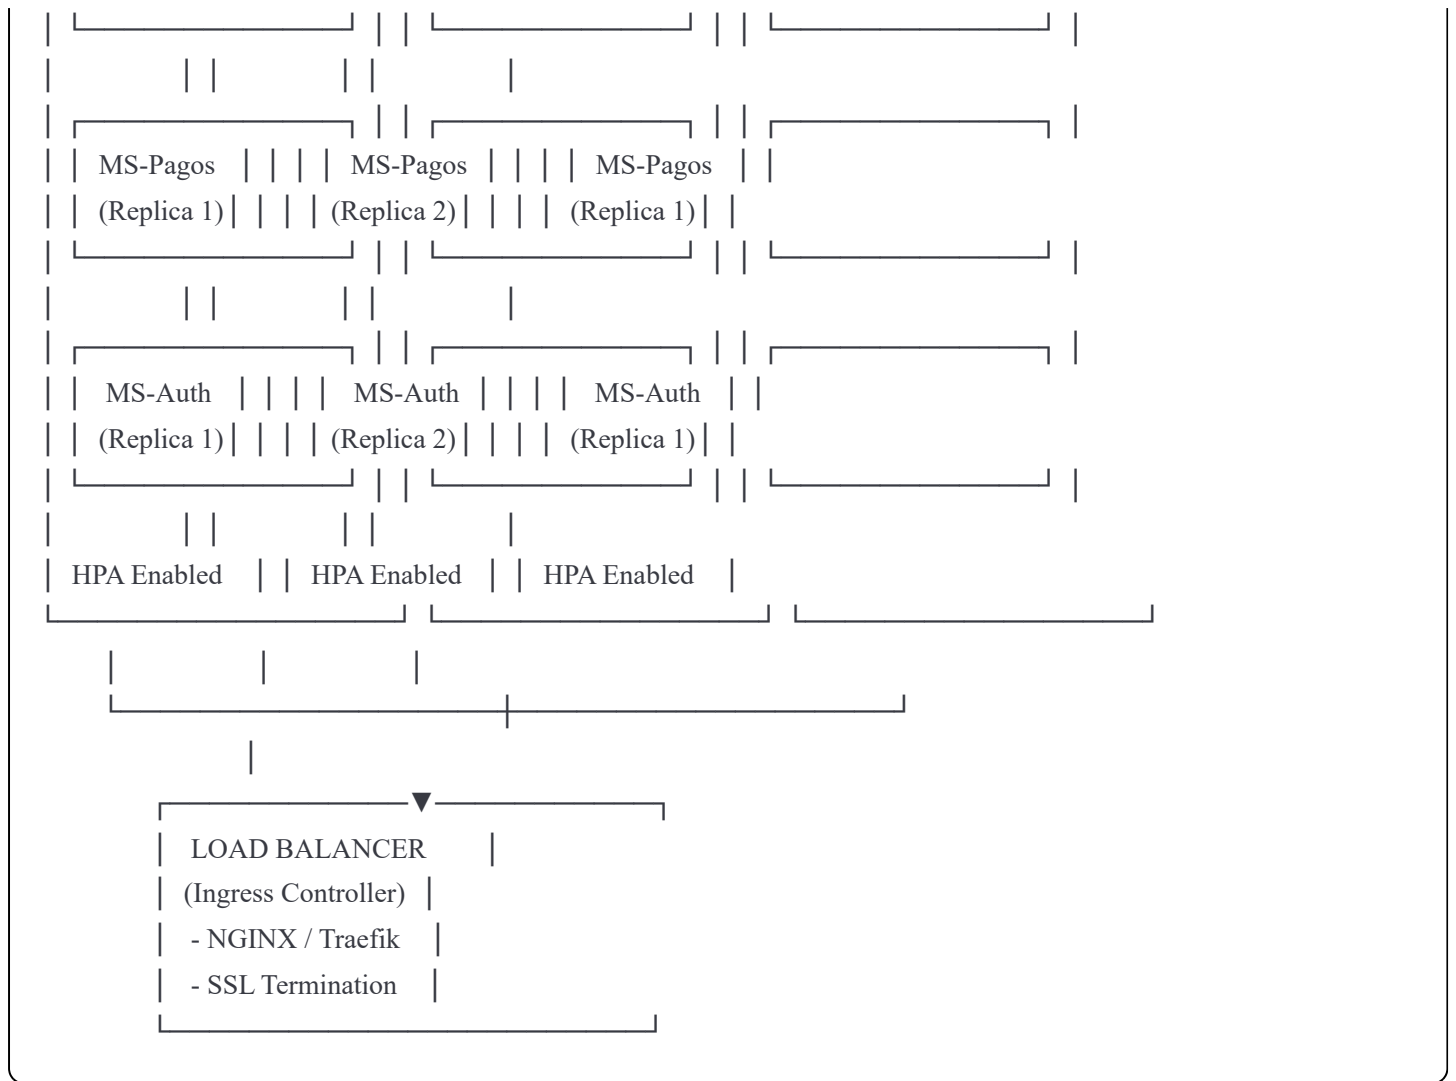 MS-Pagos MS-Pagos MS-Pagos
(Replica 1) (Replica 2) (Replica 1)
MS-Auth MS-Auth MS-Auth
(Replica 1) (Replica 2) (Replica 1)
HPA Enabled HPA Enabled HPA Enabled
LOAD BALANCER
(Ingress Controller)
- NGINX / Traefik
- SSL Termination